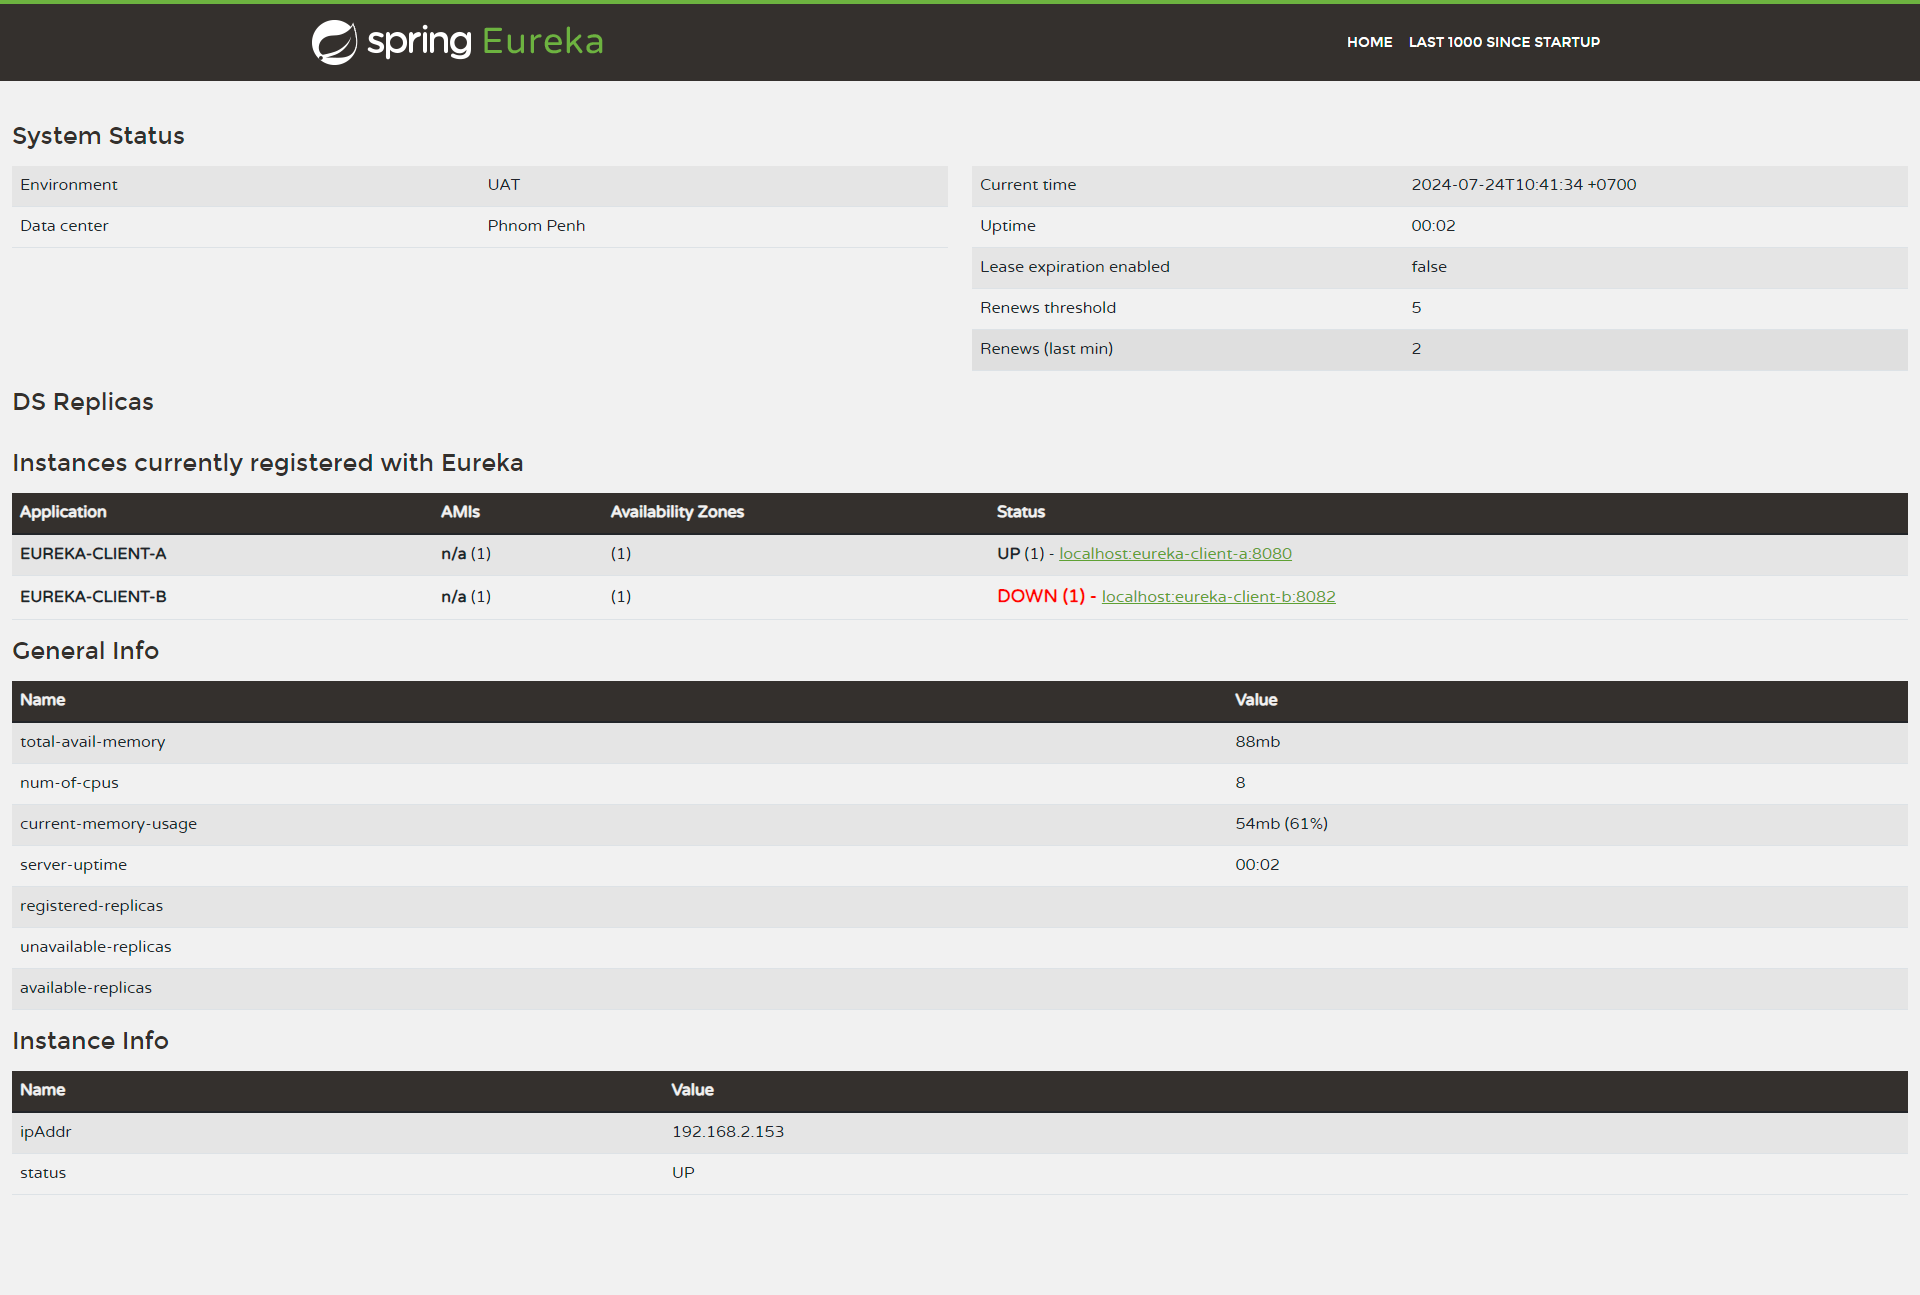 spring Eureka
HOME LAST 1000 SINCE STARTUP
System Status
Environment UAT
Data center Phnom Penh
Current time 2024-07-24T10:41:34 +0700
Uptime 00:02
Lease expiration enabled false
Renews threshold 5
Renews (last min) 2
DS Replicas
Instances currently registered with Eureka
Application AMIs Availability Zones Status
EUREKA-CLIENT-A n/a (1) (1) UP (1) - localhost:eureka-client-a:8080
EUREKA-CLIENT-B n/a (1) (1) DOWN (1) - localhost:eureka-client-b:8082
General Info
Name Value
total-avail-memory 88mb
num-of-cpus 8
current-memory-usage 54mb (61%)
server-uptime 00:02
registered-replicas
unavailable-replicas
available-replicas
Instance Info
Name Value
ipAddr 192.168.2.153
status UP